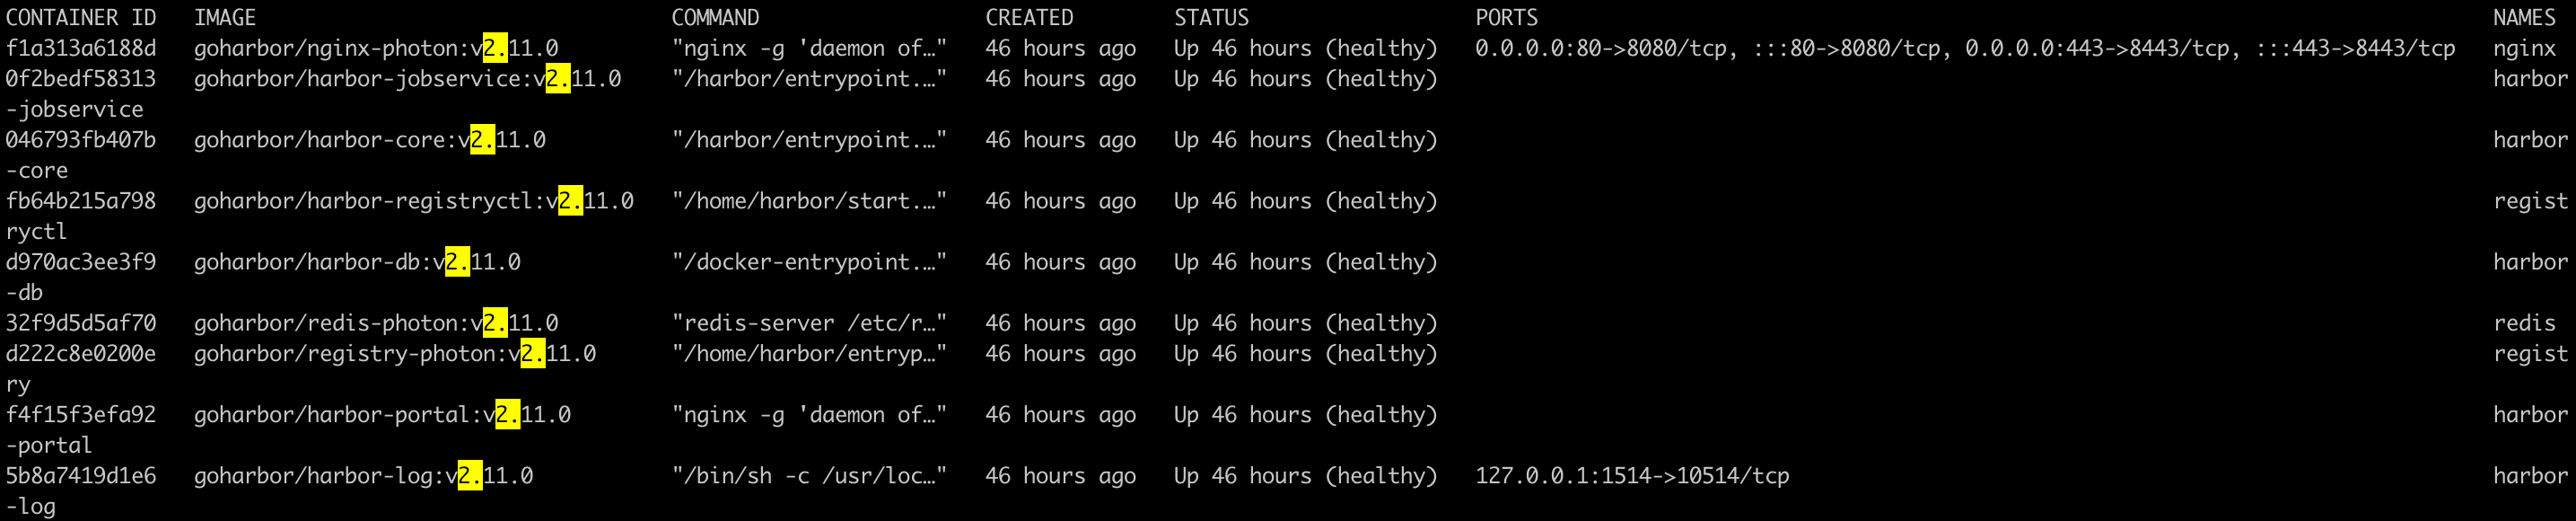 CONTAINER ID   IMAGE                                 COMMAND                  CREATED        STATUS                  PORTS                                                                            NAMES
f1a313a6188d   goharbor/nginx-photon:v2.11.0         "nginx -g 'daemon of…"   46 hours ago   Up 46 hours (healthy)   0.0.0.0:80->8080/tcp, :::80->8080/tcp, 0.0.0.0:443->8443/tcp, :::443->8443/tcp   nginx
0f2bedf58313   goharbor/harbor-jobservice:v2.11.0    "/harbor/entrypoint.…"   46 hours ago   Up 46 hours (healthy)                                                                                    harbor
-jobservice
046793fb407b   goharbor/harbor-core:v2.11.0          "/harbor/entrypoint.…"   46 hours ago   Up 46 hours (healthy)                                                                                    harbor
-core
fb64b215a798   goharbor/harbor-registryctl:v2.11.0   "/home/harbor/start.…"   46 hours ago   Up 46 hours (healthy)                                                                                    regist
ryctl
d970ac3ee3f9   goharbor/harbor-db:v2.11.0            "/docker-entrypoint.…"   46 hours ago   Up 46 hours (healthy)                                                                                    harbor
-db
32f9d5d5af70   goharbor/redis-photon:v2.11.0         "redis-server /etc/r…"   46 hours ago   Up 46 hours (healthy)                                                                                    redis
d222c8e0200e   goharbor/registry-photon:v2.11.0      "/home/harbor/entryp…"   46 hours ago   Up 46 hours (healthy)                                                                                    regist
ry
f4f15f3efa92   goharbor/harbor-portal:v2.11.0        "nginx -g 'daemon of…"   46 hours ago   Up 46 hours (healthy)                                                                                    harbor
-portal
5b8a7419d1e6   goharbor/harbor-log:v2.11.0           "/bin/sh -c /usr/loc…"   46 hours ago   Up 46 hours (healthy)   127.0.0.1:1514->10514/tcp                                                        harbor
-log